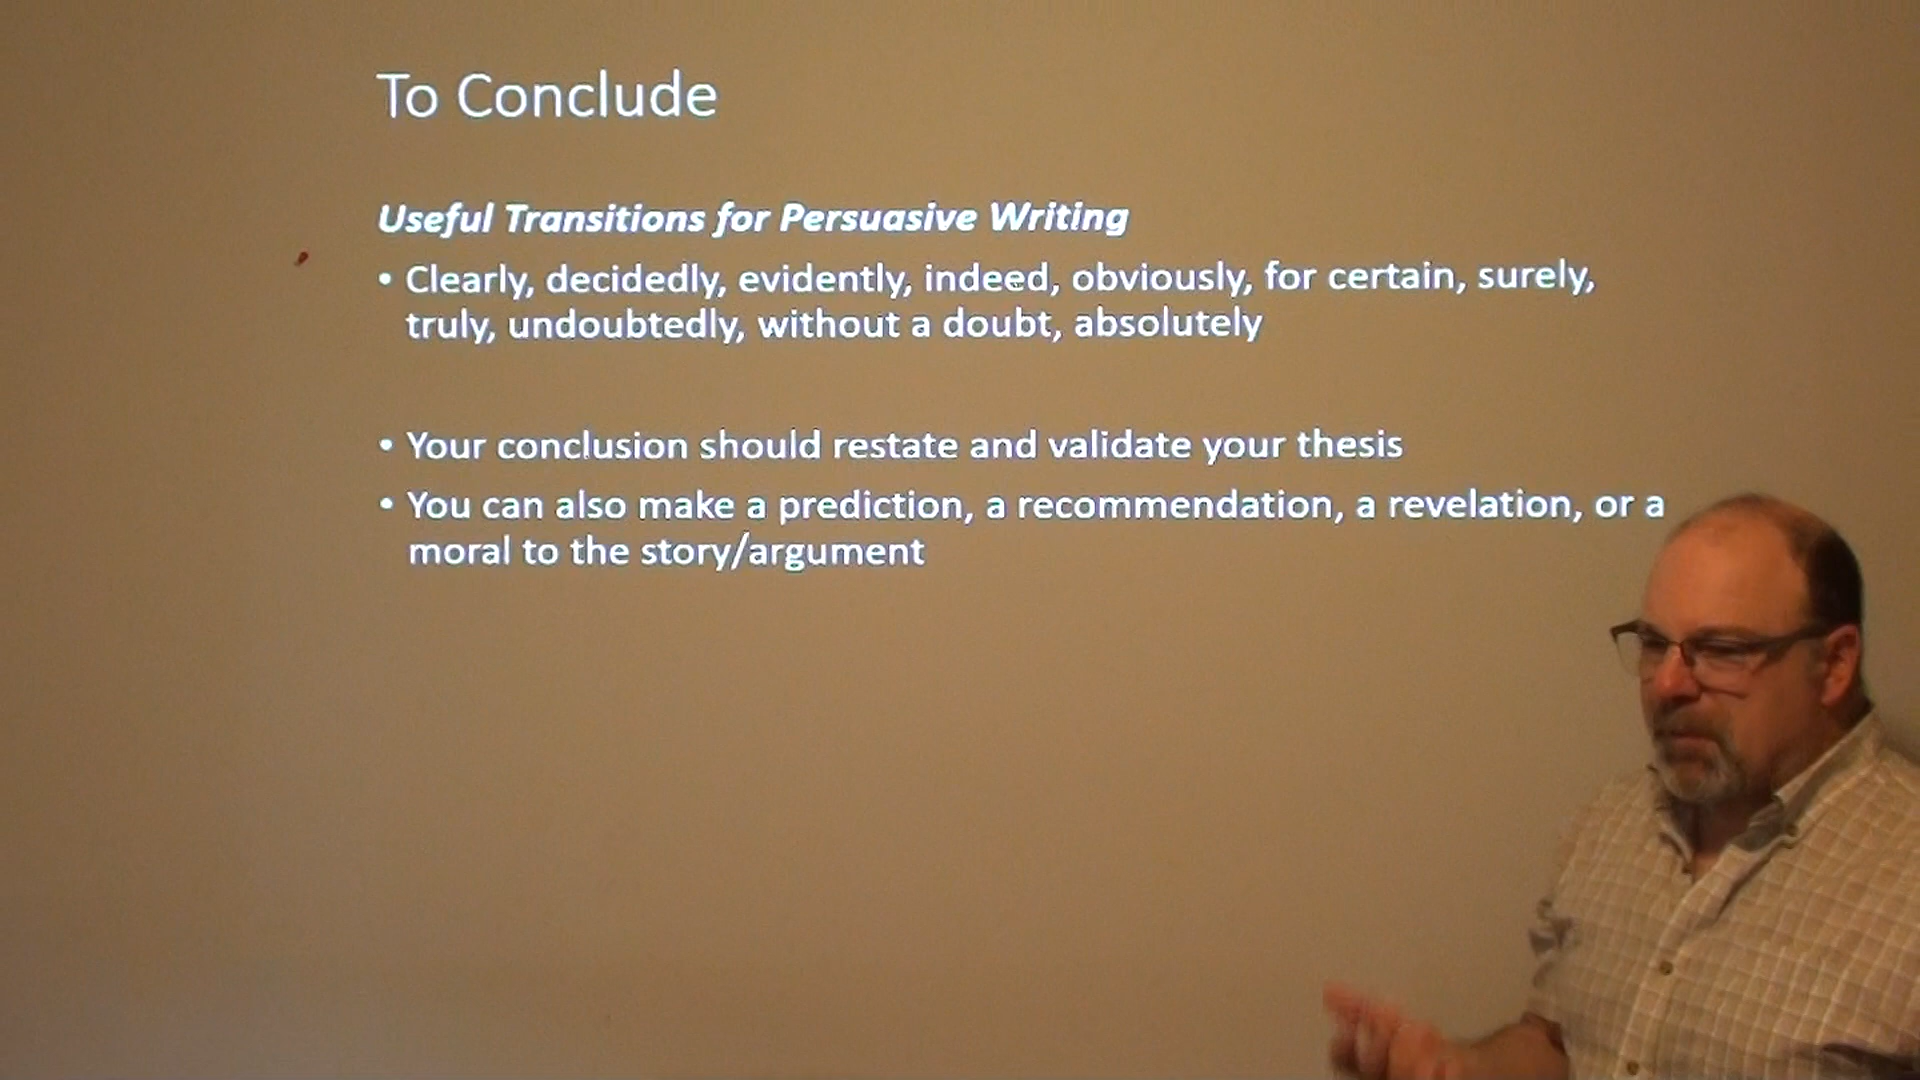 To Conclude
Useful Transitions for Persuasive Writing
• Clearly, decidedly, evidently, indeed, obviously, for certain, surely,
truly, undoubtedly, without a doubt, absolutely
• Your conclusion should restate and validate your thesis
• You can also make a prediction, a recommendation, a revelation, or a
moral to the story/argument